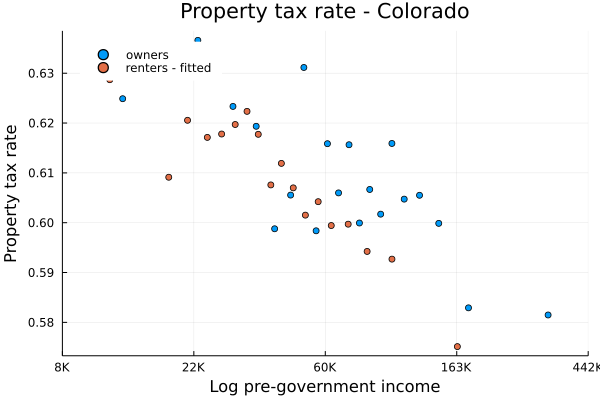 Property tax rate - Colorado
owners
renters - fitted
Property tax rate
0.63
0.62
0.61
0.60
0.59
0.58
8K
22K
60K
163K
442K
Log pre-government income